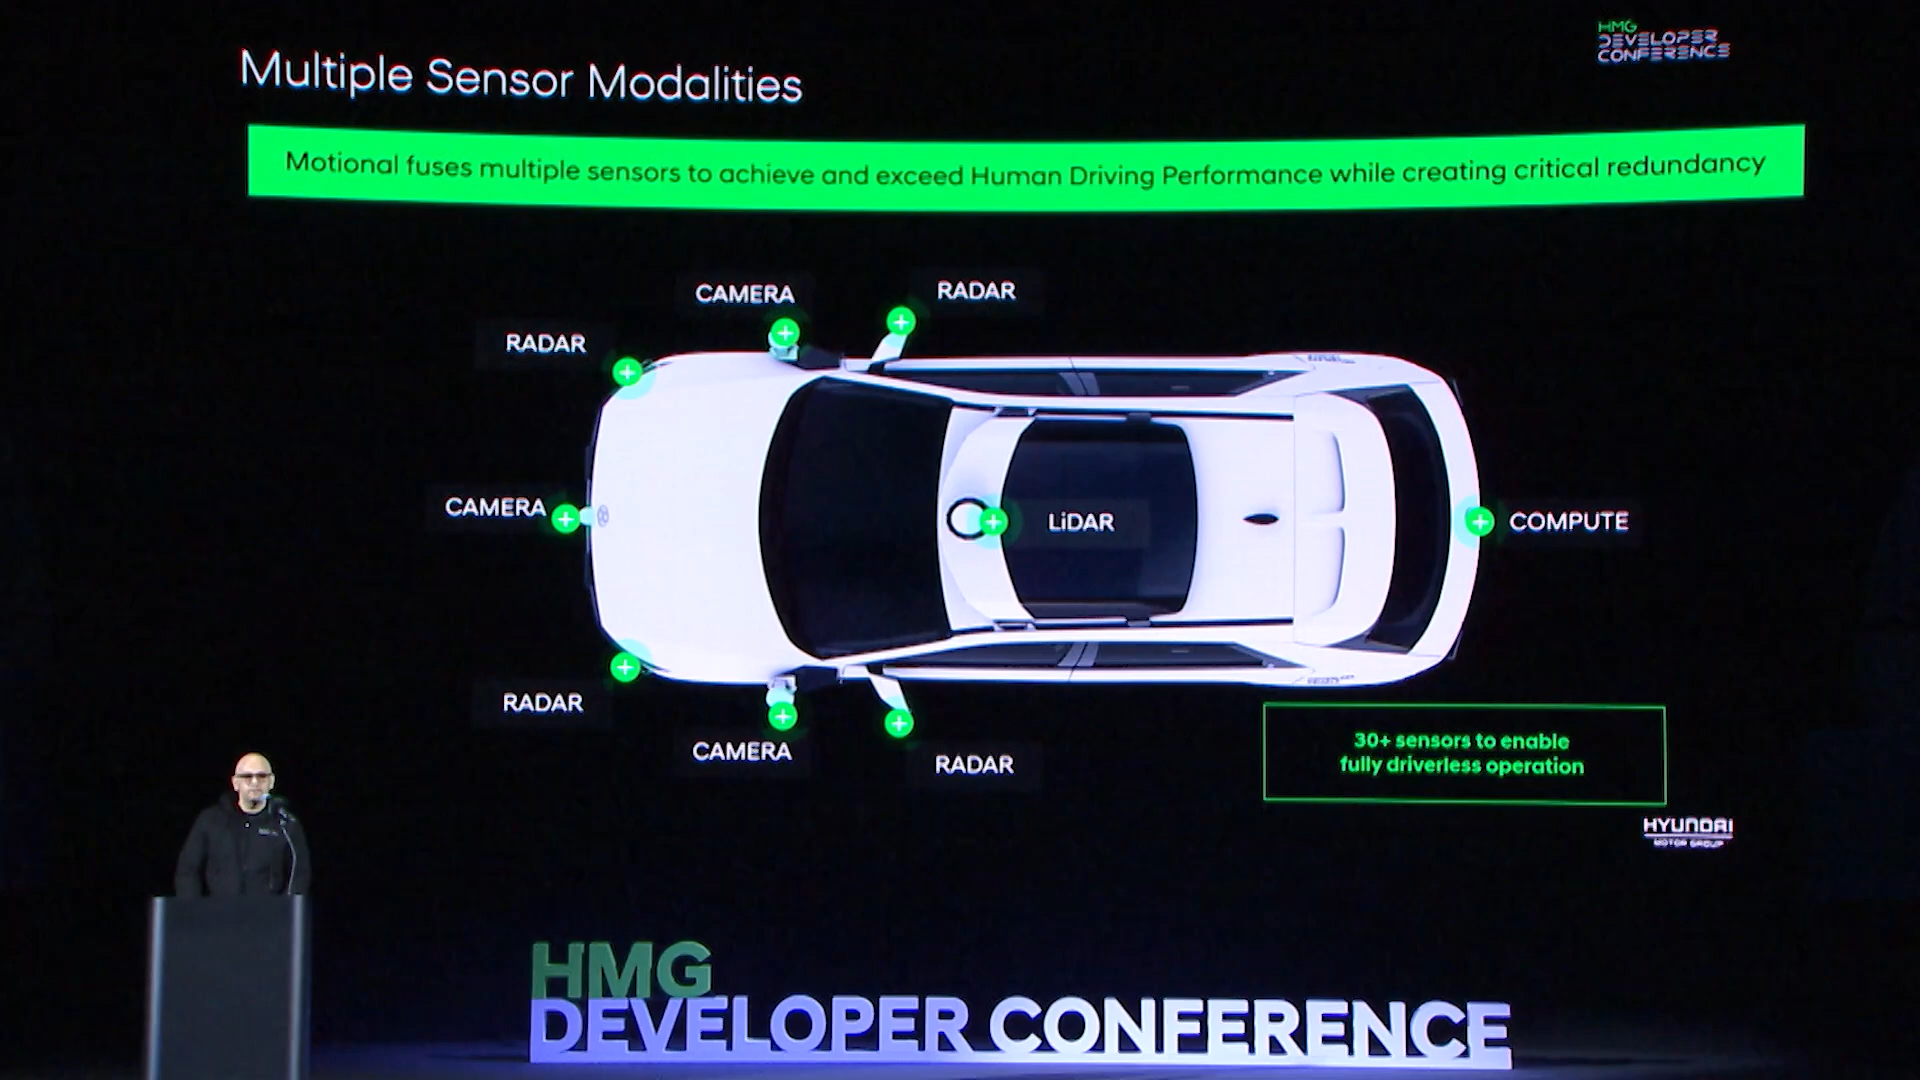 HMG
DEVELOPER
CONFERENCE
Multiple Sensor Modalities
Motional fuses multiple sensors to achieve and exceed Human Driving Performance while creating critical redundancy
CAMERA
RADAR
RADAR
CAMERA
LiDAR
COMPUTE
RADAR
CAMERA
RADAR
30+ sensors to enable
fully driverless operation
HYUNDAI
MOTOR GROUP
HMG
DEVELOPER CONFERENCE